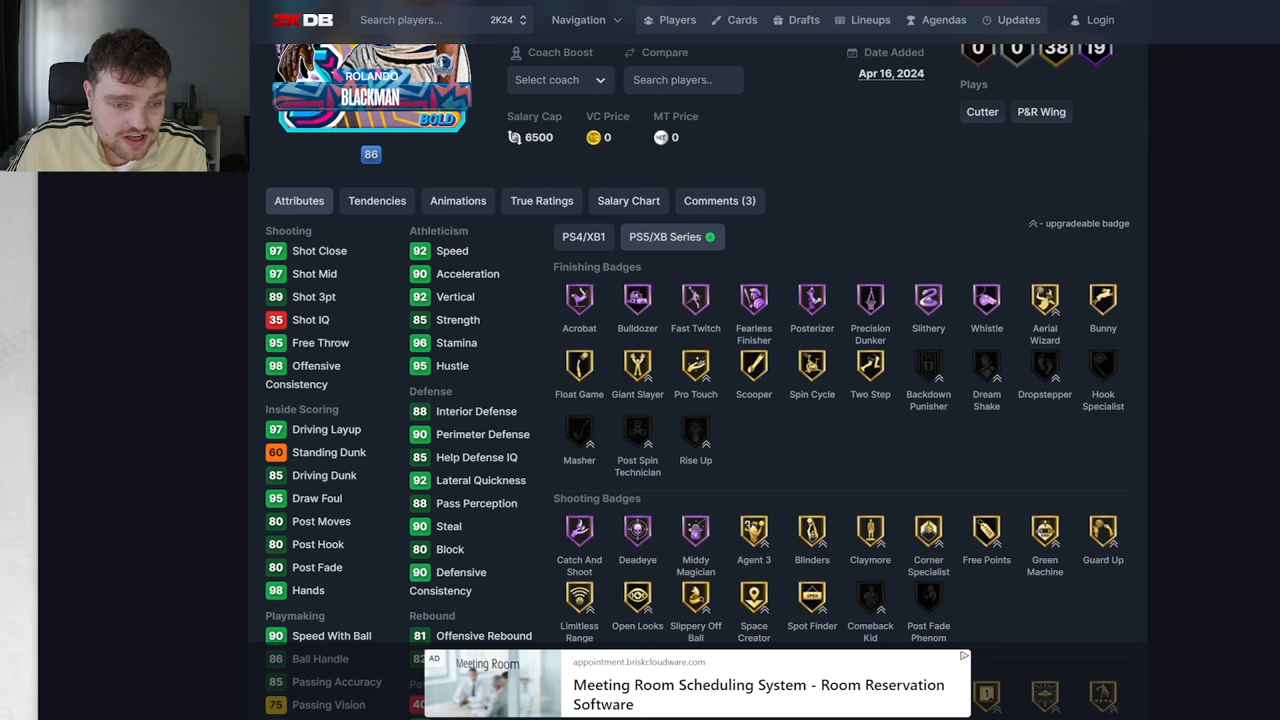 2KDB
Search players...
2K24
Navigation
Players
Cards
Drafts
Lineups
Agendas
Updates
Login
ROLANDO
BLACKMAN
BOLD
86
Coach Boost
Compare
Select coach
Search players..
Salary Cap
VC Price
MT Price
6500
0
0
Date Added
Apr 16, 2024
0
0
38
19
Plays
Cutter
P&R Wing
Attributes
Tendencies
Animations
True Ratings
Salary Chart
Comments (3)
- upgradeable badge
Shooting
97 Shot Close
97 Shot Mid
89 Shot 3pt
35 Shot IQ
95 Free Throw
98 Offensive
Consistency
Inside Scoring
97 Driving Layup
60 Standing Dunk
85 Driving Dunk
95 Draw Foul
80 Post Moves
80 Post Hook
80 Post Fade
98 Hands
Playmaking
90 Speed With Ball
86 Ball Handle
85 Passing Accuracy
75 Passing Vision
Athleticism
92 Speed
90 Acceleration
92 Vertical
85 Strength
96 Stamina
95 Hustle
Defense
88 Interior Defense
90 Perimeter Defense
85 Help Defense IQ
92 Lateral Quickness
88 Pass Perception
90 Steal
80 Block
90 Defensive
Consistency
Rebound
81 Offensive Rebound
PS4/XB1
PS5/XB Series
Finishing Badges
Acrobat
Bulldozer
Fast Twitch
Fearless
Finisher
Posterizer
Precision
Dunker
Slithery
Whistle
Aerial
Wizard
Bunny
Float Game
Giant Slayer
Pro Touch
Scooper
Spin Cycle
Two Step
Backdown
Punisher
Dream
Shake
Dropstepper
Hook
Specialist
Masher
Post Spin
Technician
Rise Up
Shooting Badges
Catch And
Shoot
Deadeye
Middy
Magician
Agent 3
Blinders
Claymore
Corner
Specialist
Free Points
Green
Machine
Guard Up
Limitless
Range
Open Looks
Slippery Off
Ball
Space
Creator
Spot Finder
Comeback
Kid
Post Fade
Phenom
AD
Meeting Room
appointment.briskcloudware.com
Meeting Room Scheduling System - Room Reservation
Software